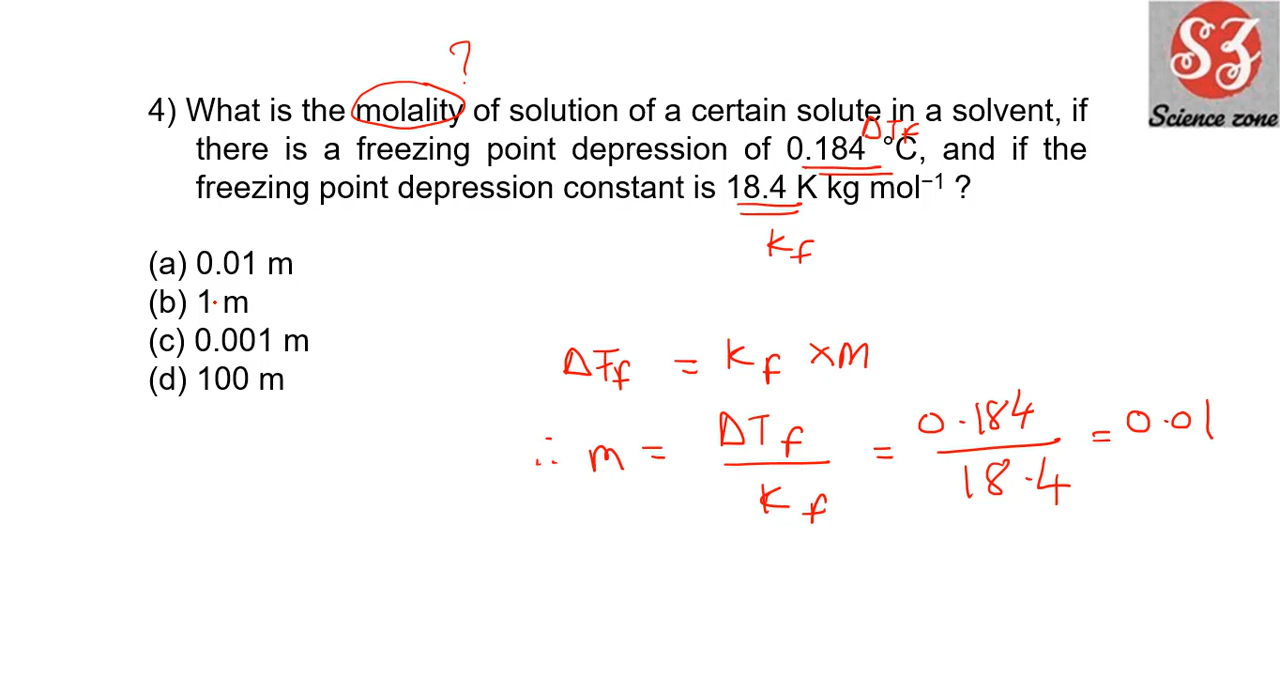 SZ
Science zone
?
4) What is the molality of solution of a certain solute in a solvent, if
ΔTf
there is a freezing point depression of 0.184 °C, and if the
freezing point depression constant is 18.4 K kg mol⁻¹ ?
Kf
(a) 0.01 m
(b) 1 m
(c) 0.001 m
(d) 100 m
ΔTf = Kf × m
∴ m = ΔTf / Kf = 0.184 / 18.4 = 0.01